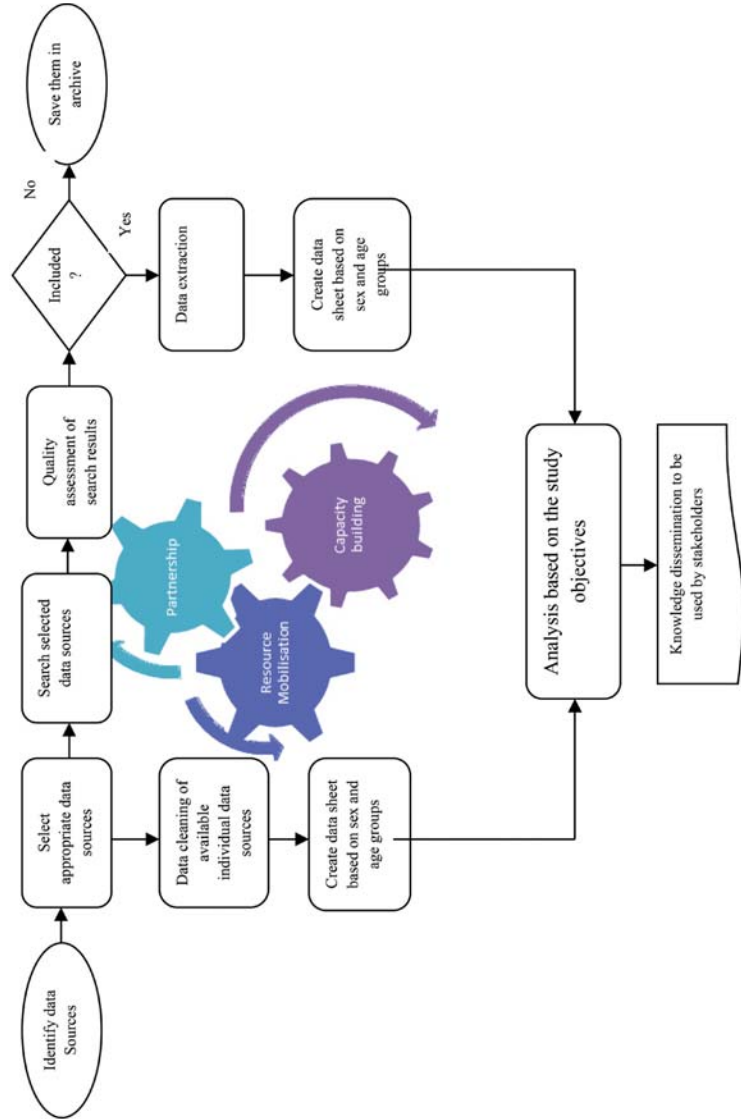 Identify data
Sources
Select
appropriate data
sources
Search selected
data sources
Quality
assessment of
search results
Included
?
No
Save them in
archive
Yes
Data extraction
Create data
sheet based on
sex and age
groups
Data cleaning of
available
individual data
sources
Create data sheet
based on sex and
age groups
Partnership
Resource
Mobilisation
Capacity
building
Analysis based on the study
objectives
Knowledge dissemination to be
used by stakeholders